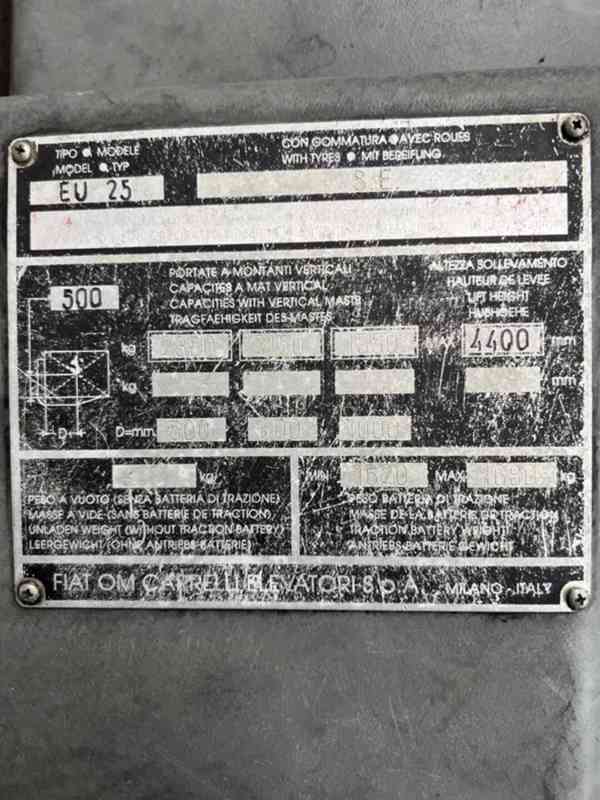 TIPO • MODELE
MODEL • TYP
CON GOMMATURA • AVEC ROUES
WITH TYRES • MIT BEREIFUNG
EU 25
SE
500
PORTATE A MONTANTI VERTICALI
CAPACITES A MAT VERTICAL
CAPACITIES WITH VERTICAL MASTS
TRAGFAEHIGKEIT DES MASTES
ALTEZZA SOLLEVAMENTO
HAUTEUR DE LEVEE
LIFT HEIGHT
HUBHOEHE
kg
MAX 4400 mm
kg
mm
D
D=mm 500 600
kg
PESO A VUOTO (SENZA BATTERIA DI TRAZIONE)
MASSE A VIDE (SANS BATTERIE DE TRACTION)
UNLADEN WEIGHT (WITHOUT TRACTION BATTERY)
LEERGEWICHT (OHNE ANTRIEBS-BATTERIE)
MIN 1520 MAX kg
PESO BATTERIA DI TRAZIONE
MASSE DE LA BATTERIE DE TRACTION
TRACTION BATTERY WEIGHT
ANTRIEBS-BATTERIE GEWICHT
FIAT OM CARRELLI ELEVATORI S.p.A. MILANO - ITALY